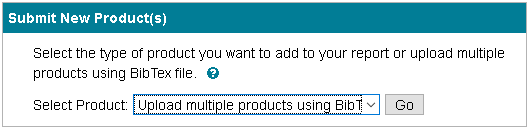 Submit New Product(s)
Select the type of product you want to add to your report or upload multiple
products using BibTex file. ?
Select Product: Upload multiple products using BibT Go